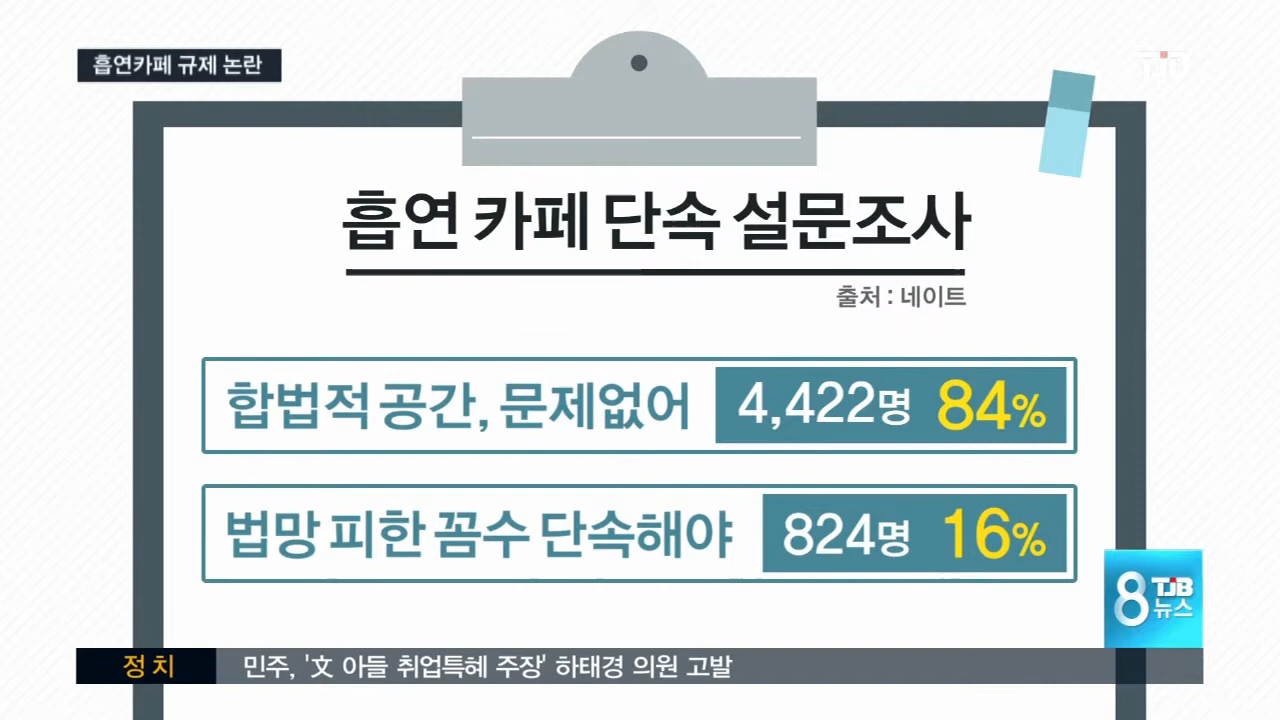 흡연카페 규제 논란
TJB
흡연 카페 단속 설문조사
출처 : 네이트
합법적 공간, 문제없어 4,422명 84%
법망 피한 꼼수 단속해야 824명 16%
8 TJB 뉴스
정치 민주, '文 아들 취업특혜 주장' 하태경 의원 고발